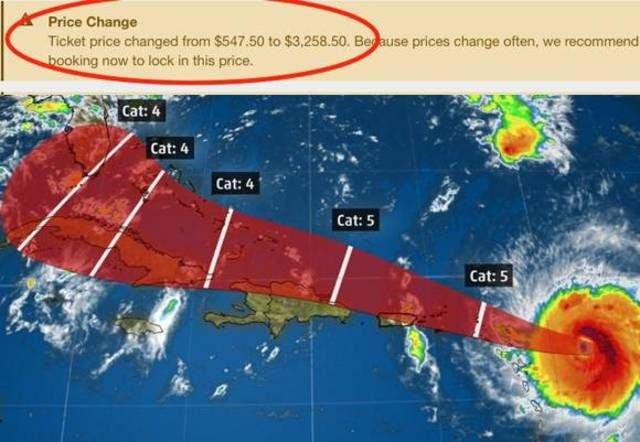 Price Change
Ticket price changed from $547.50 to $3,258.50. Because prices change often, we recommend
booking now to lock in this price.
Cat: 4
Cat: 4
Cat: 4
Cat: 5
Cat: 5